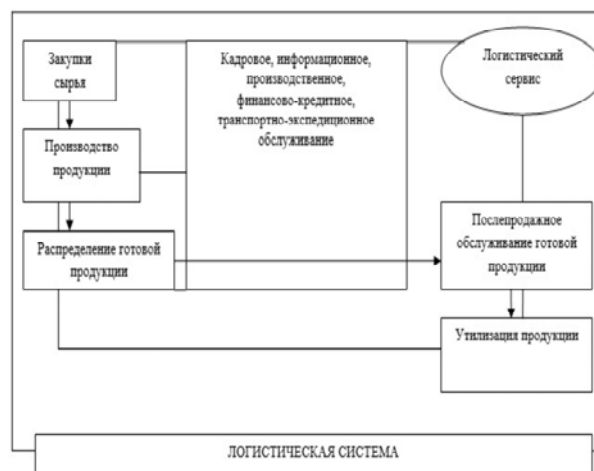 Закупки
сырья
Кадровое, информационное,
производственное,
финансово-кредитное,
транспортно-экспедиционное
обслуживание
Логистический
сервис
Производство
продукции
Распределение готовой
продукции
Послепродажное
обслуживание готовой
продукции
Утилизация продукции
ЛОГИСТИЧЕСКАЯ СИСТЕМА